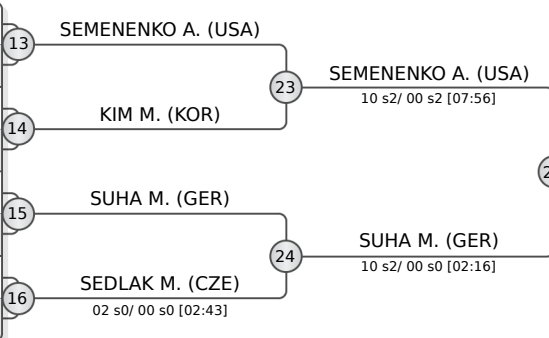 SEMENENKO A. (USA)
13
SEMENENKO A. (USA)
23
10 s2/ 00 s2 [07:56]
KIM M. (KOR)
14
SUHA M. (GER)
15
SUHA M. (GER)
24
10 s2/ 00 s0 [02:16]
SEDLAK M. (CZE)
16
02 s0/ 00 s0 [02:43]